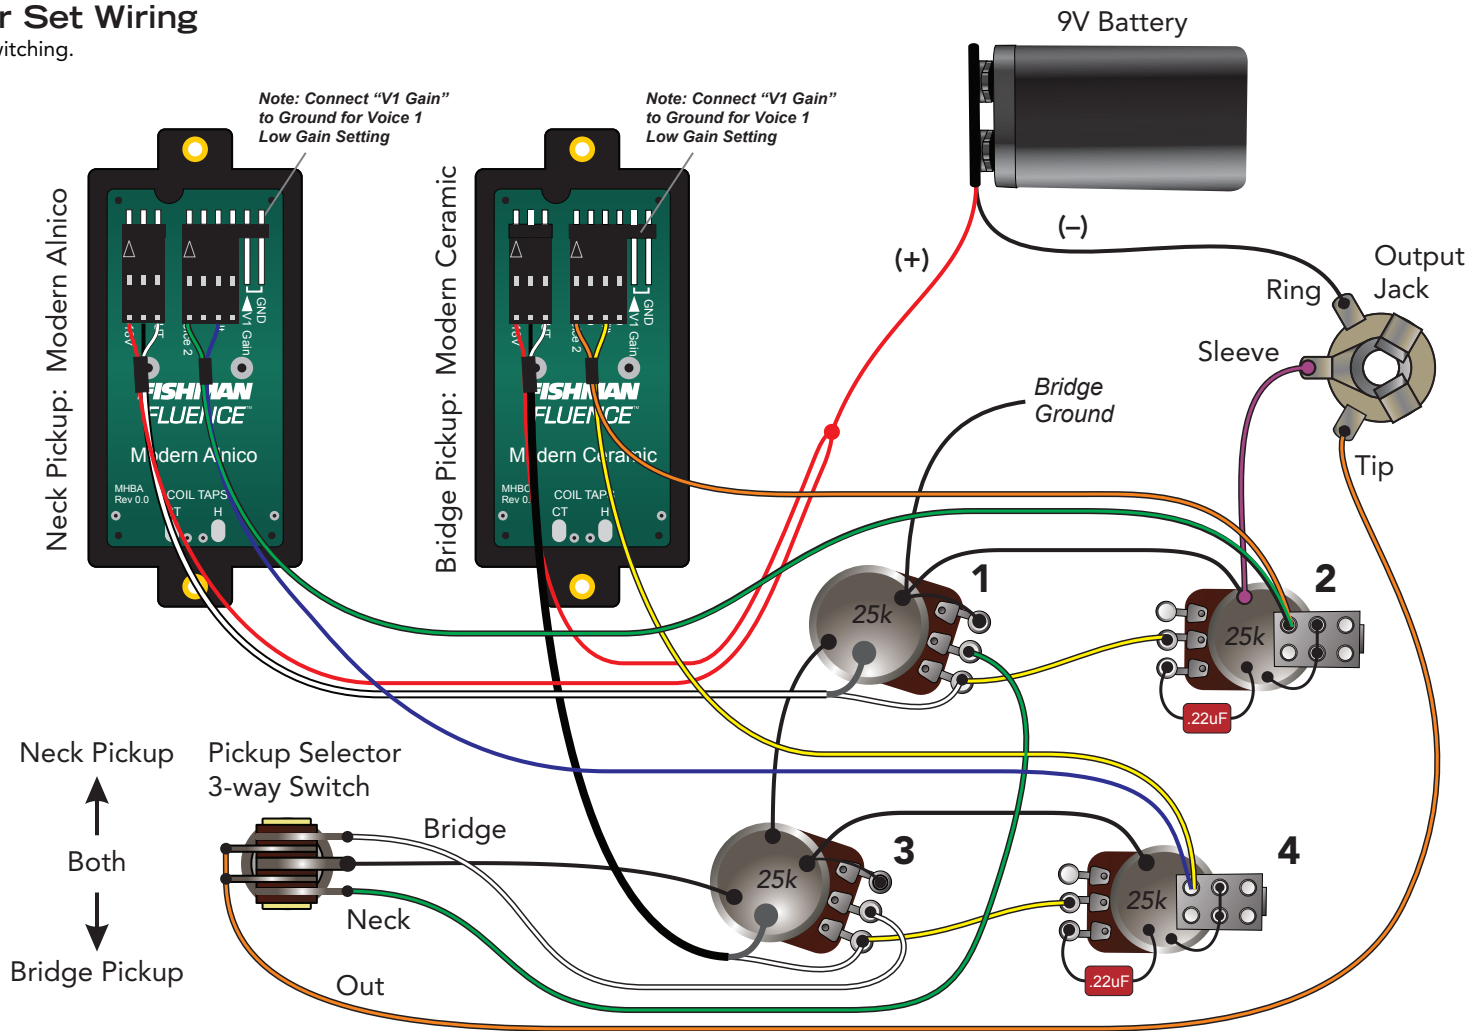 r Set Wiring
vitching.
9V Battery
Note: Connect “V1 Gain”
to Ground for Voice 1
Low Gain Setting
Note: Connect “V1 Gain”
to Ground for Voice 1
Low Gain Setting
Neck Pickup: Modern Alnico
Bridge Pickup: Modern Ceramic
(+)
(–)
Output
Jack
Ring
Sleeve
Tip
GND
V1 Gain
GND
V1 Gain
FISHMAN
FLUENCE™
Modern Alnico
MHBA
Rev 0.0
COIL TAPS
H
FISHMAN
FLUENCE™
Modern Ceramic
COIL TAPS
CT H
Bridge
Ground
1
25k
2
25k
.22uF
Neck Pickup
Both
Bridge Pickup
Pickup Selector
3-way Switch
Bridge
Neck
Out
3
25k
4
25k
.22uF